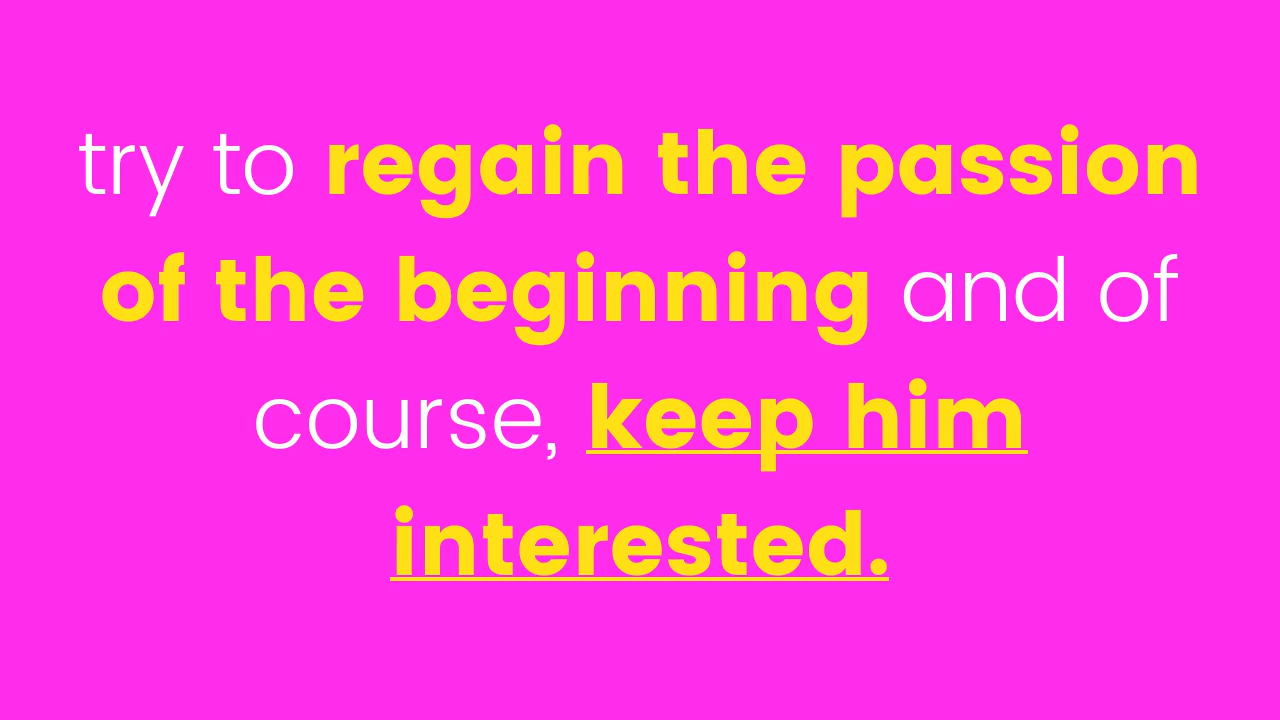 try to regain the passion
of the beginning and of
course, keep him
interested.